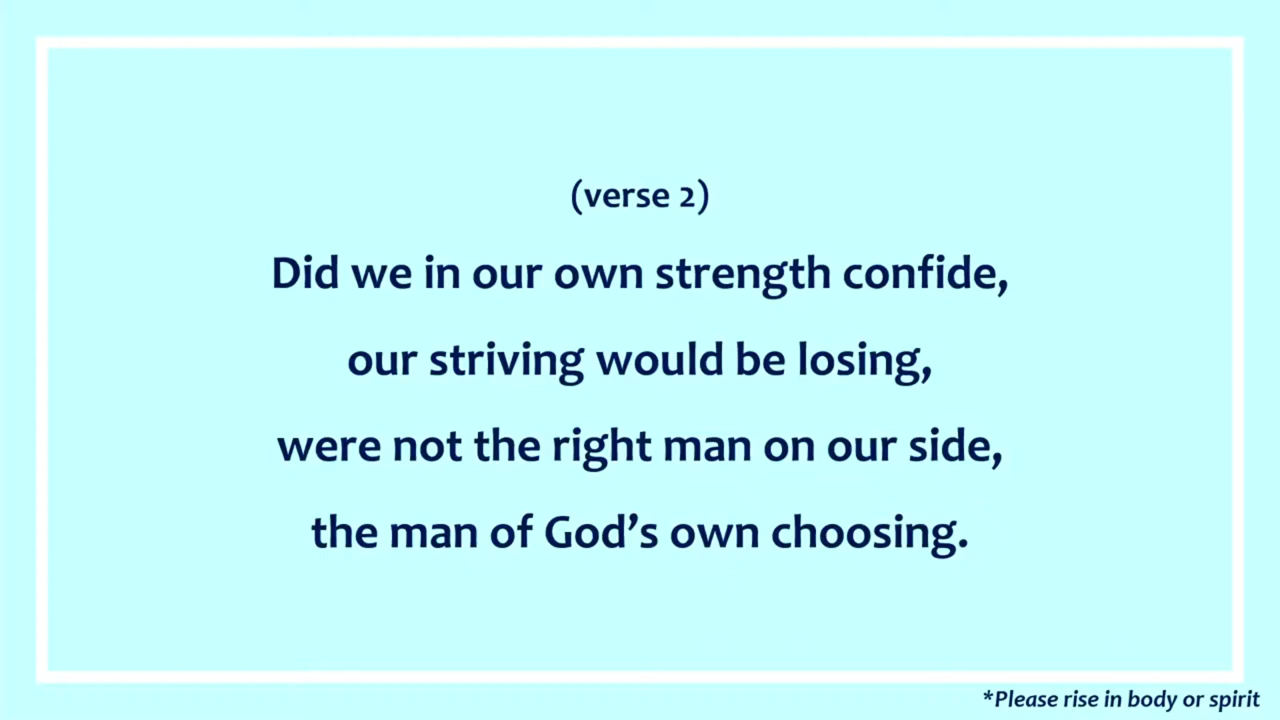 (verse 2)
Did we in our own strength confide,
our striving would be losing,
were not the right man on our side,
the man of God’s own choosing.
*Please rise in body or spirit